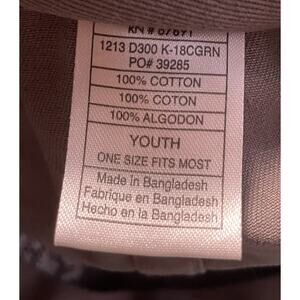 1213 D300 K-18CGRN
PO# 39285
100% COTTON
100% COTON
100% ALGODON
YOUTH
ONE SIZE FITS MOST
Made in Bangladesh
Fabrique en Bangladesh
Hecho en la Bangladesh